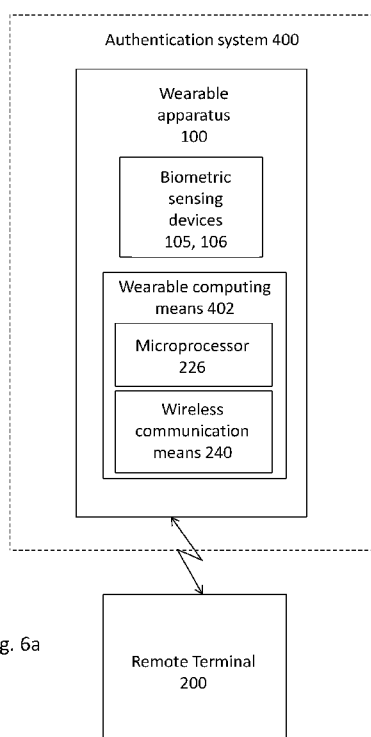 Authentication system 400
Wearable
apparatus
100
Biometric
sensing
devices
105, 106
Wearable computing
means 402
Microprocessor
226
Wireless
communication
means 240
g. 6a
Remote Terminal
200